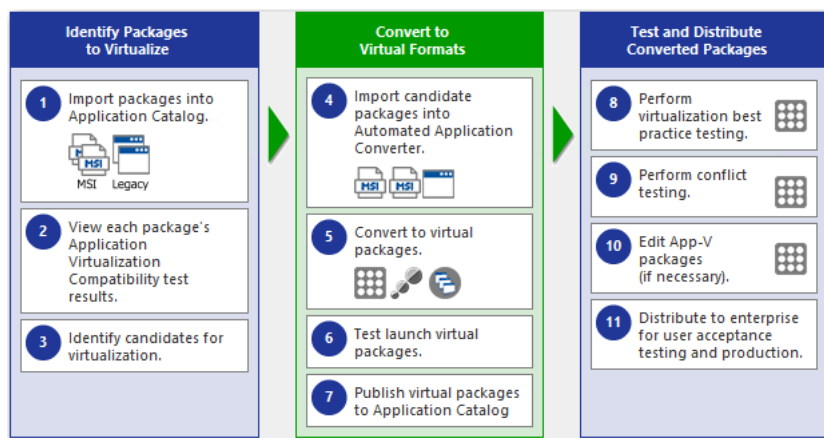 Identify Packages
to Virtualize
1
Import packages into
Application Catalog.
MSI
MSI
MSI Legacy
2
View each package's
Application
Virtualization
Compatibility test
results.
3
Identify candidates for
virtualization.
Convert to
Virtual Formats
4
Import candidate
packages into
Automated Application
Converter.
MSI MSI
5
Convert to virtual
packages.
6
Test launch virtual
packages.
7
Publish virtual packages
to Application Catalog
Test and Distribute
Converted Packages
8
Perform
virtualization best
practice testing.
9
Perform conflict
testing.
10
Edit App-V
packages
(if necessary).
11
Distribute to enterprise
for user acceptance
testing and production.